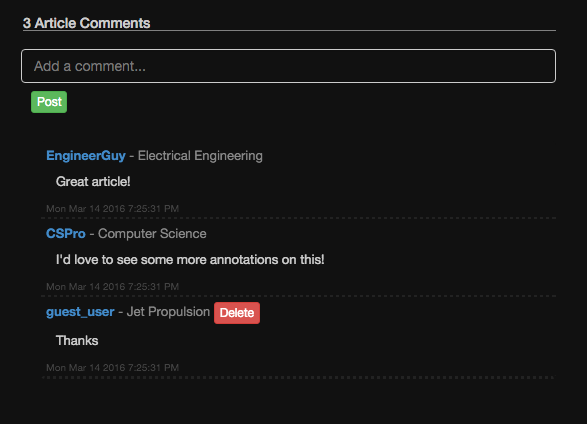 3 Article Comments
Add a comment...
Post
EngineerGuy - Electrical Engineering
Great article!
Mon Mar 14 2016 7:25:31 PM
CSPro - Computer Science
I'd love to see some more annotations on this!
Mon Mar 14 2016 7:25:31 PM
guest_user - Jet Propulsion Delete
Thanks
Mon Mar 14 2016 7:25:31 PM